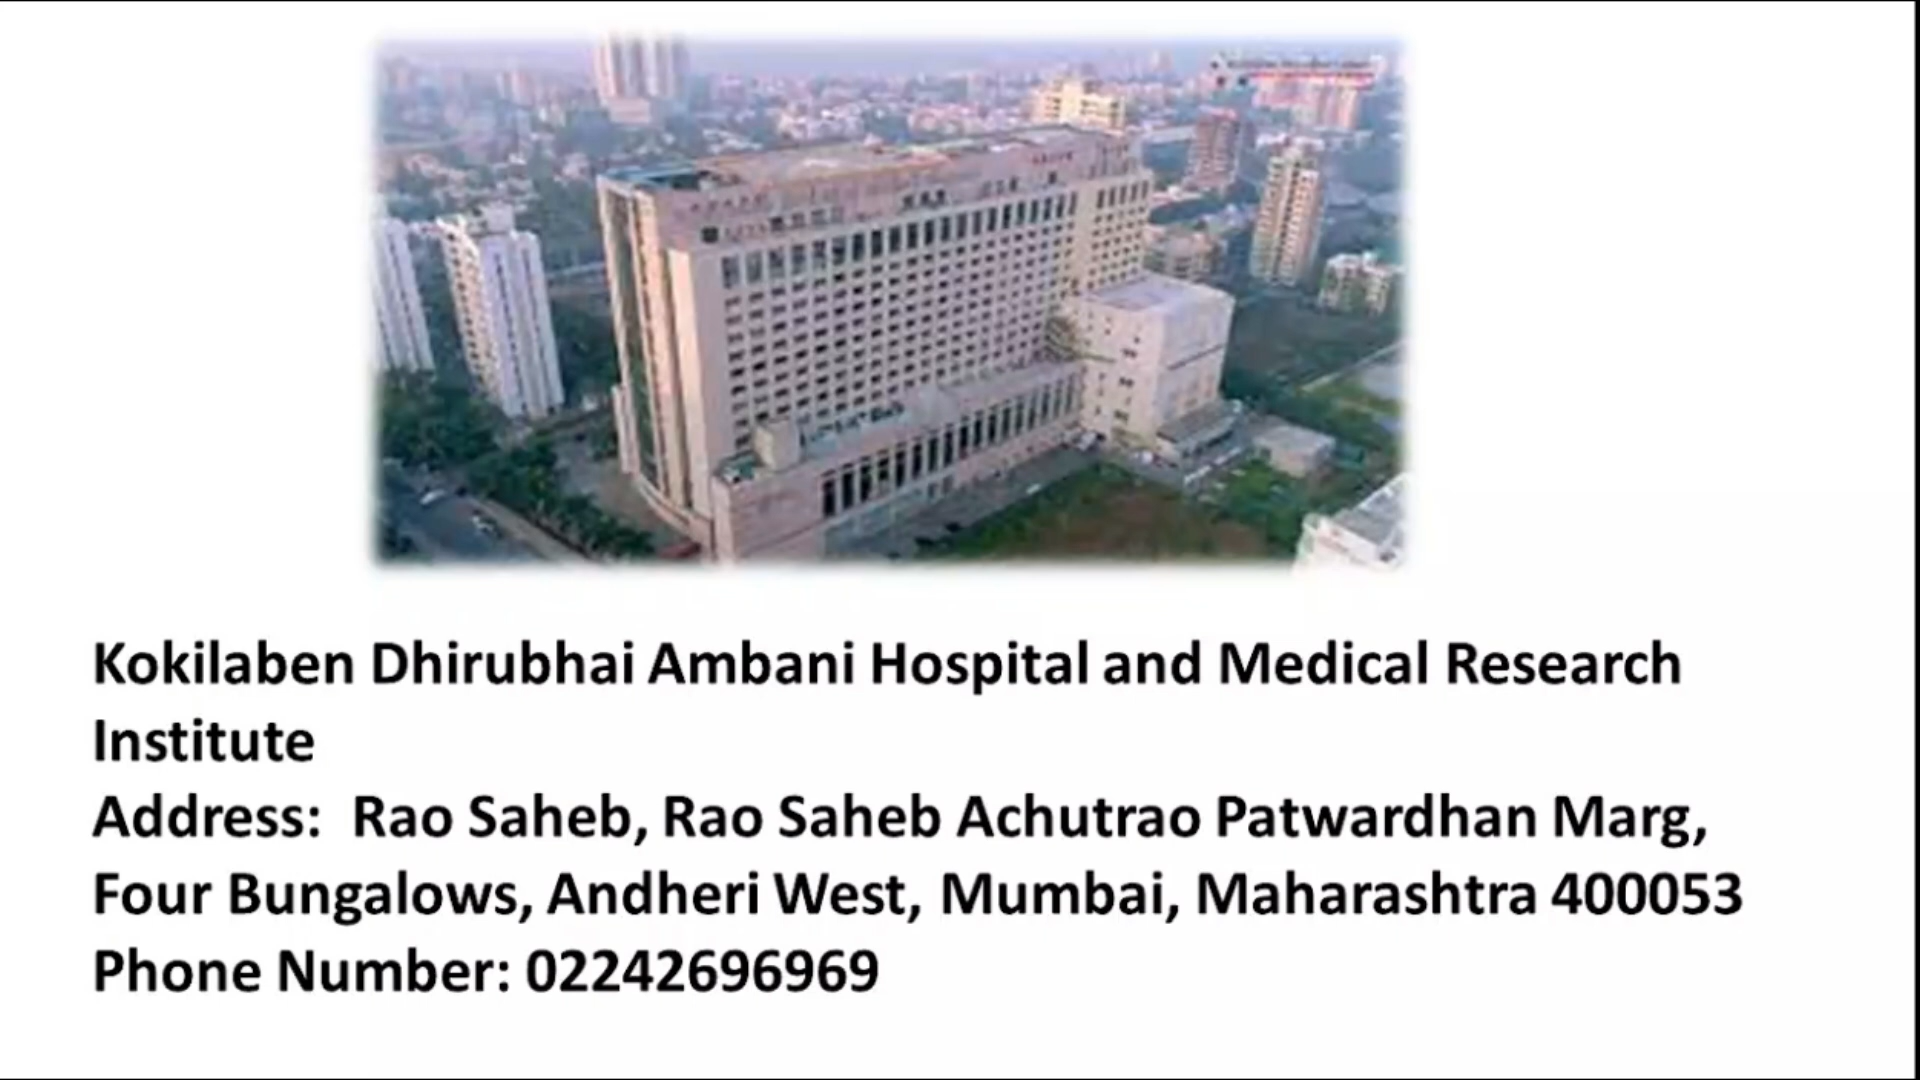 Kokilaben Dhirubhai Ambani Hospital and Medical Research
Institute
Address:  Rao Saheb, Rao Saheb Achutrao Patwardhan Marg,
Four Bungalows, Andheri West, Mumbai, Maharashtra 400053
Phone Number: 02242696969